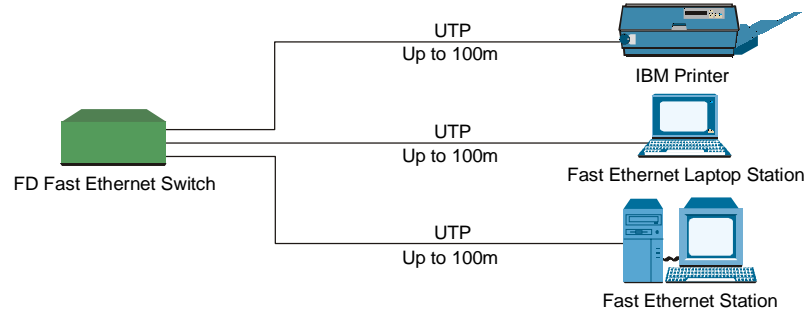 UTP
Up to 100m
IBM Printer
UTP
Up to 100m
Fast Ethernet Laptop Station
FD Fast Ethernet Switch
UTP
Up to 100m
Fast Ethernet Station